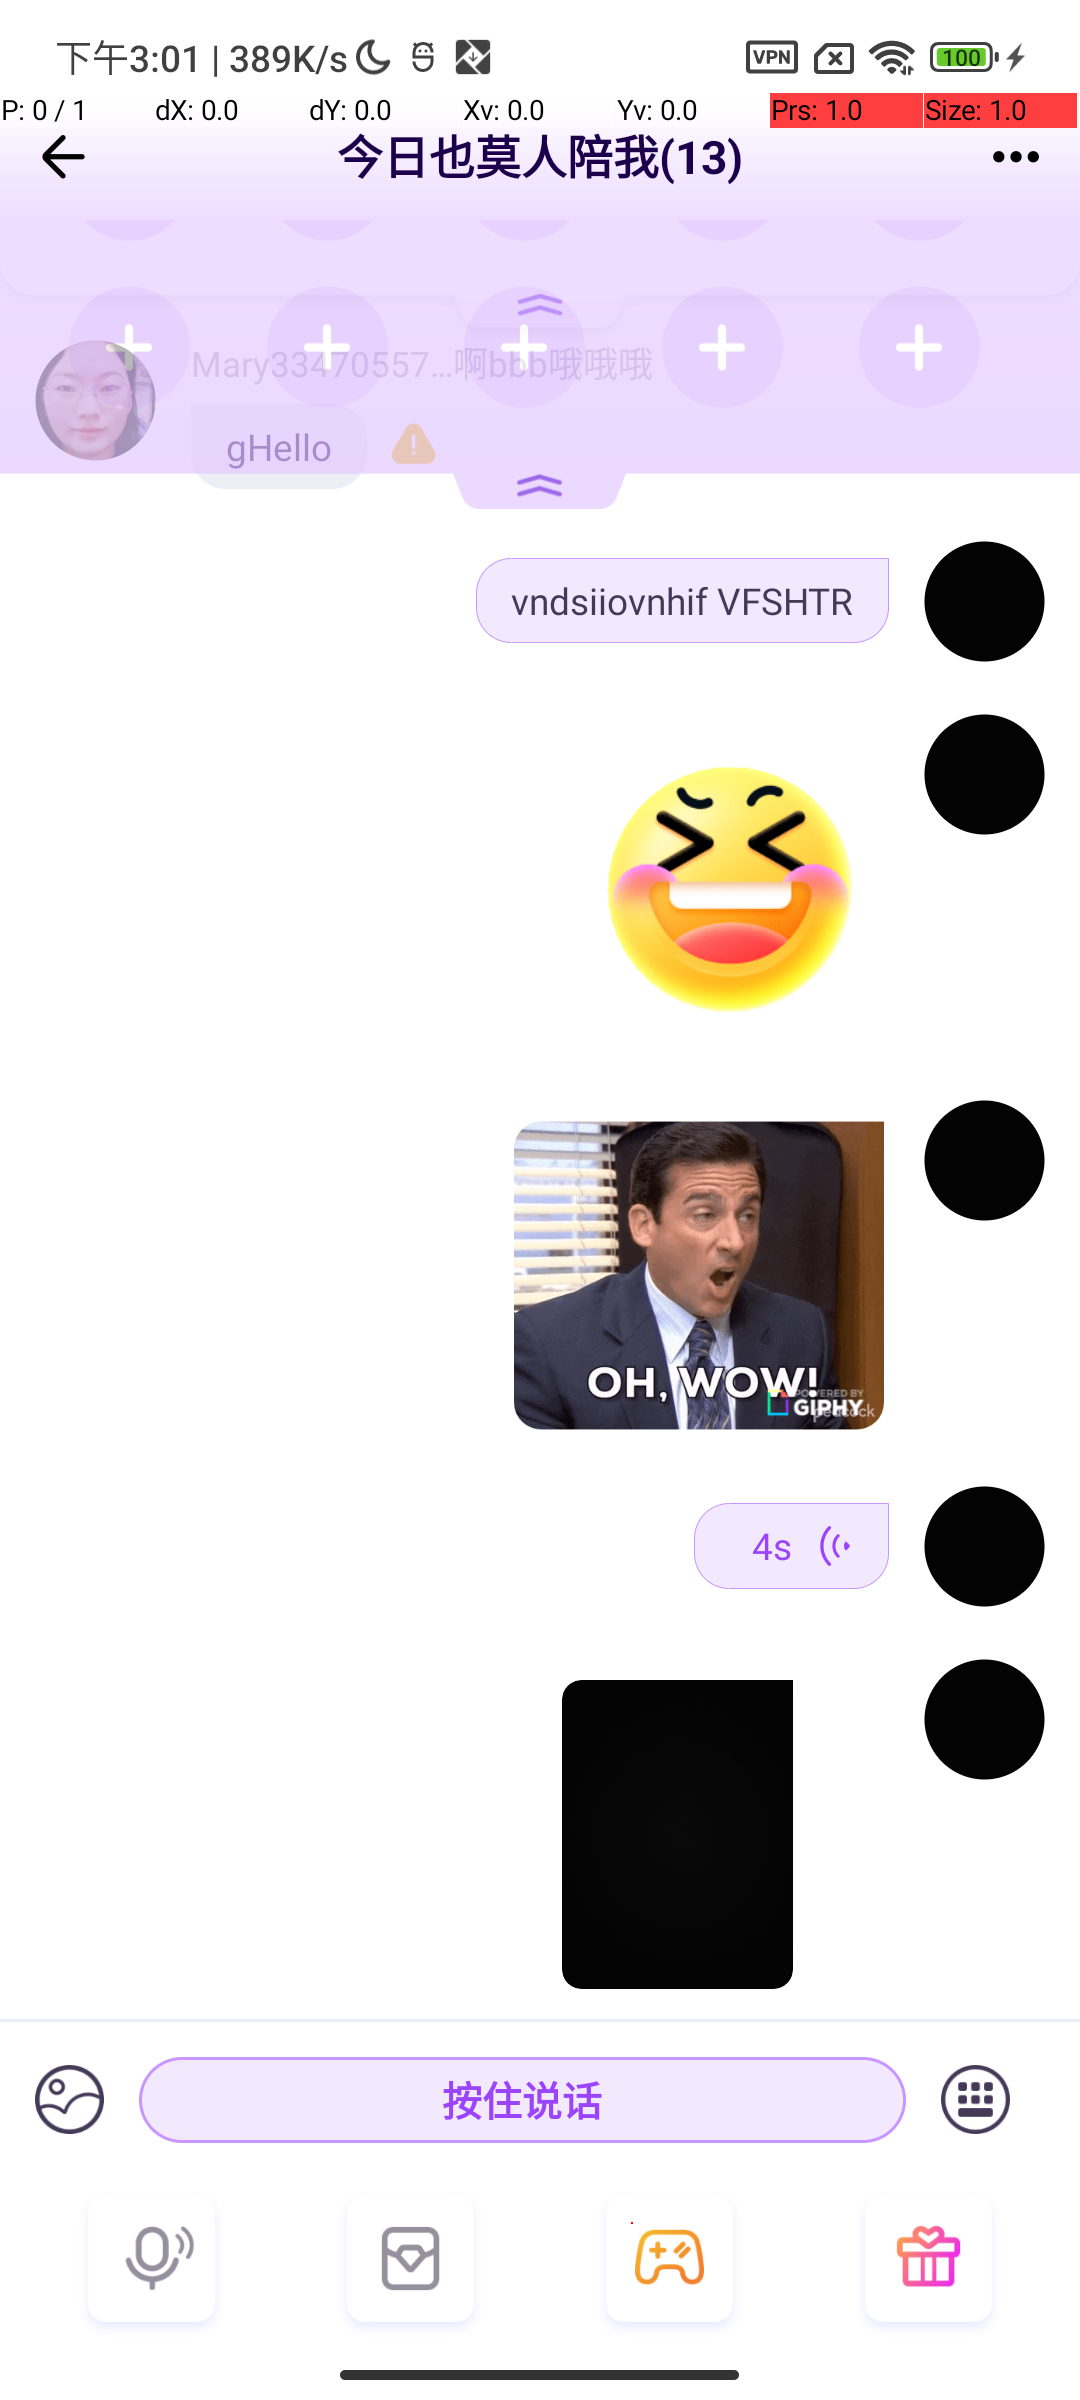 下午3:01 | 389K/s VPN 100
P: 0 / 1 dX: 0.0 dY: 0.0 Xv: 0.0 Yv: 0.0 Prs: 1.0 Size: 1.0
今日也莫人陪我(13)
Mary33470557...啊bbb哦哦哦
gHello
vndsiiovnhif VFSHTR
OH, WOW!
POWERED BY
GIPHY
peacock
4s
按住说话